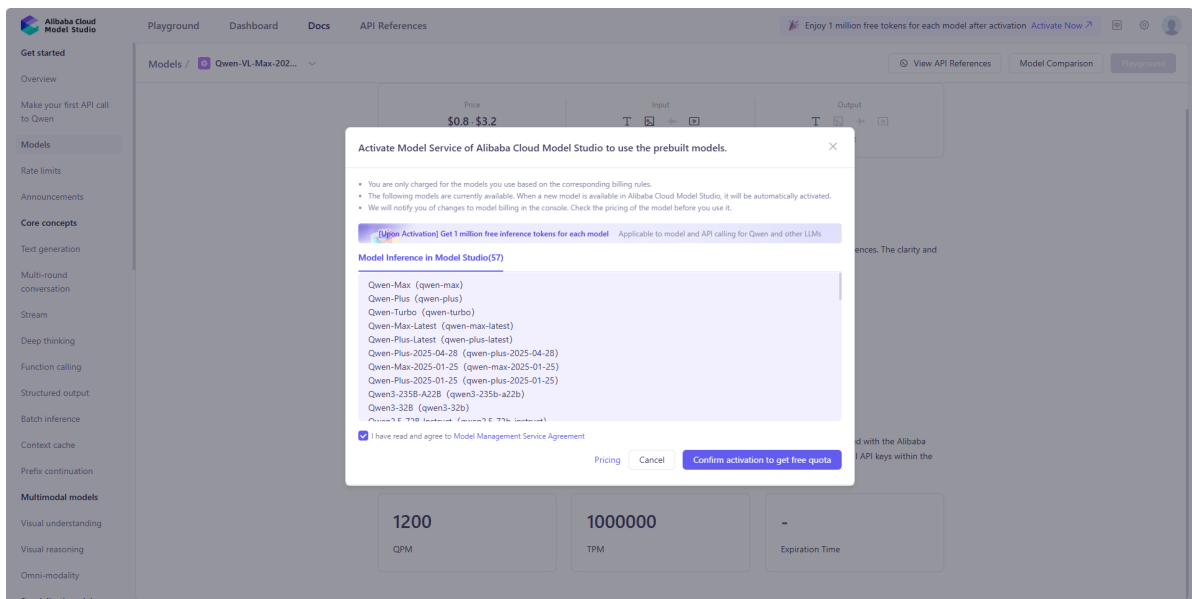 Alibaba Cloud
Model Studio
Playground
Dashboard
Docs
API References
Enjoy 1 million free tokens for each model after activation Activate Now
Get started
Overview
Make your first API call
to Qwen
Models
Rate limits
Announcements
Core concepts
Text generation
Multi-round
conversation
Stream
Deep thinking
Function calling
Structured output
Batch inference
Context cache
Prefix continuation
Multimodal models
Visual understanding
Visual reasoning
Omni-modality
Models / Qwen-VL-Max-202...
View API References
Model Comparison
Playground
Price
$0.8 - $3.2
Input
Output
Activate Model Service of Alibaba Cloud Model Studio to use the prebuilt models.
• You are only charged for the models you use based on the corresponding billing rules.
• The following models are currently available. When a new model is available in Alibaba Cloud Model Studio, it will be automatically activated.
• We will notify you of changes to model billing in the console. Check the pricing of the model before you use it.
[Upon Activation] Get 1 million free inference tokens for each model Applicable to model and API calling for Qwen and other LLMs
Model Inference in Model Studio(57)
Qwen-Max (qwen-max)
Qwen-Plus (qwen-plus)
Qwen-Turbo (qwen-turbo)
Qwen-Max-Latest (qwen-max-latest)
Qwen-Plus-Latest (qwen-plus-latest)
Qwen-Plus-2025-04-28 (qwen-plus-2025-04-28)
Qwen-Max-2025-01-25 (qwen-max-2025-01-25)
Qwen-Plus-2025-01-25 (qwen-plus-2025-01-25)
Qwen3-235B-A22B (qwen3-235b-a22b)
Qwen3-32B (qwen3-32b)
Qwen2.5-72B-Instruct (qwen2.5-72b-instruct)
I have read and agree to Model Management Service Agreement
Pricing
Cancel
Confirm activation to get free quota
ences. The clarity and
d with the Alibaba
l API keys within the
1200
QPM
1000000
TPM
-
Expiration Time